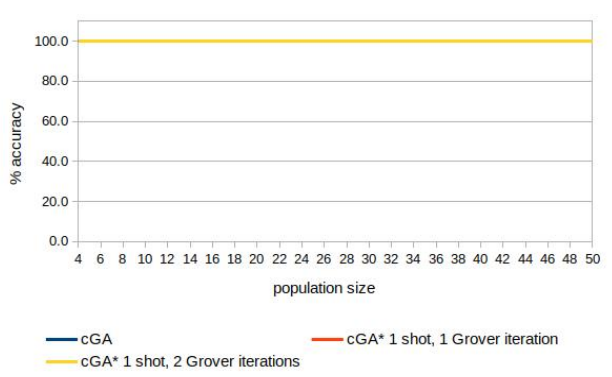 100.0
80.0
60.0
40.0
20.0
0.0
% accuracy
4 6 8 10 12 14 16 18 20 22 24 26 28 30 32 34 36 38 40 42 44 46 48 50
population size
cGA
cGA* 1 shot, 1 Grover iteration
cGA* 1 shot, 2 Grover iterations